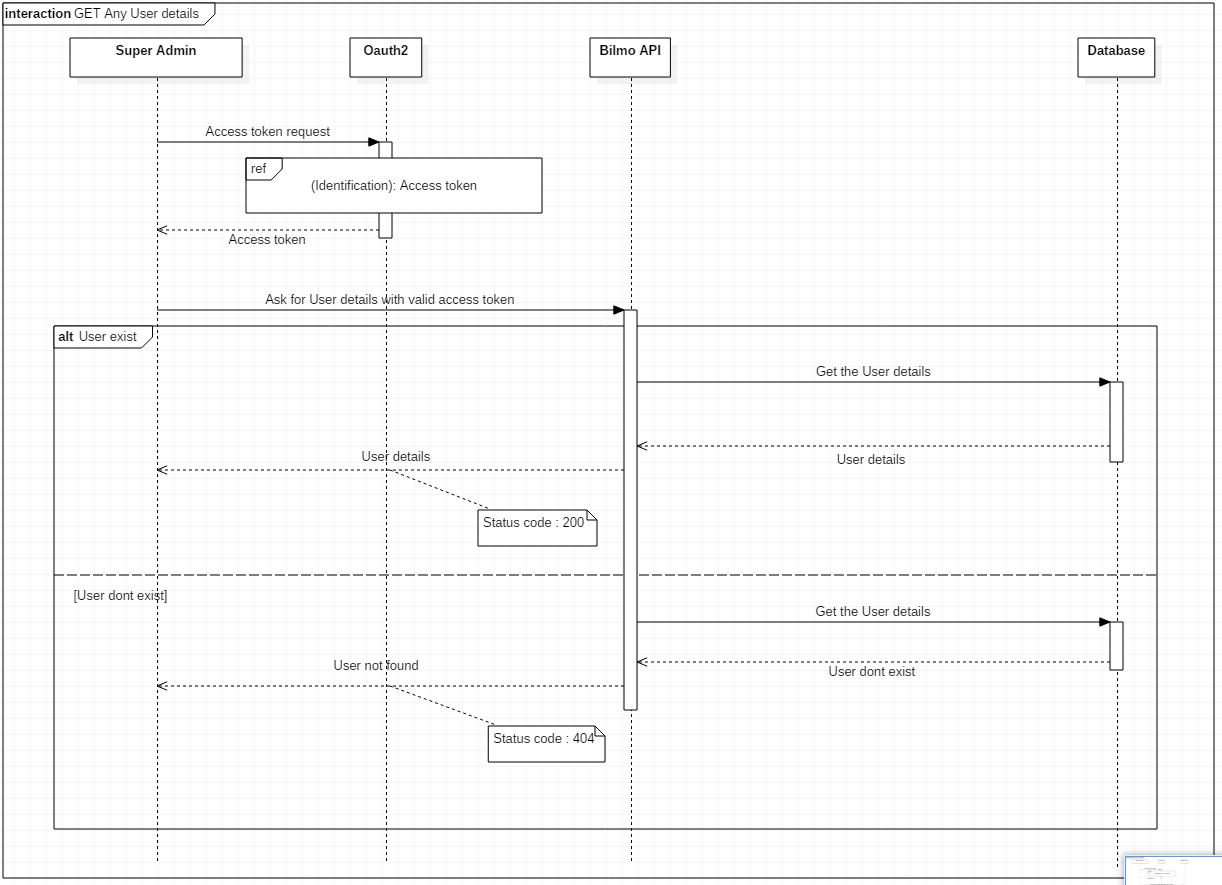 interaction GET Any User details
Super Admin
Oauth2
Bilmo API
Database
Access token request
ref
(Identification): Access token
Access token
Ask for User details with valid access token
alt User exist
Get the User details
User details
User details
Status code : 200
[User dont exist]
Get the User details
User not found
User dont exist
Status code : 404